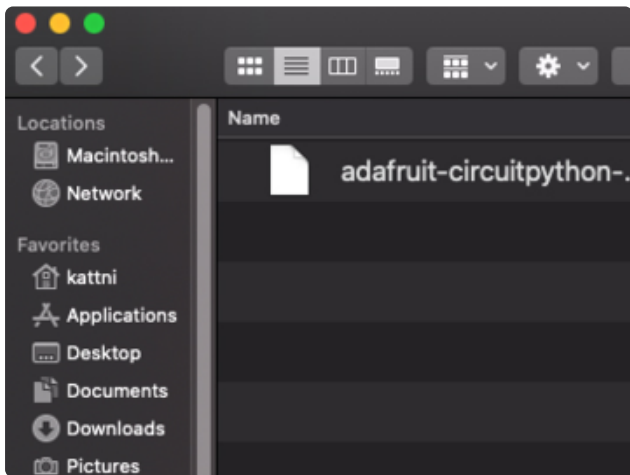 Name
Locations
Macintosh...
Network
Favorites
kattni
Applications
Desktop
Documents
Downloads
Pictures
adafruit-circuitpython-.